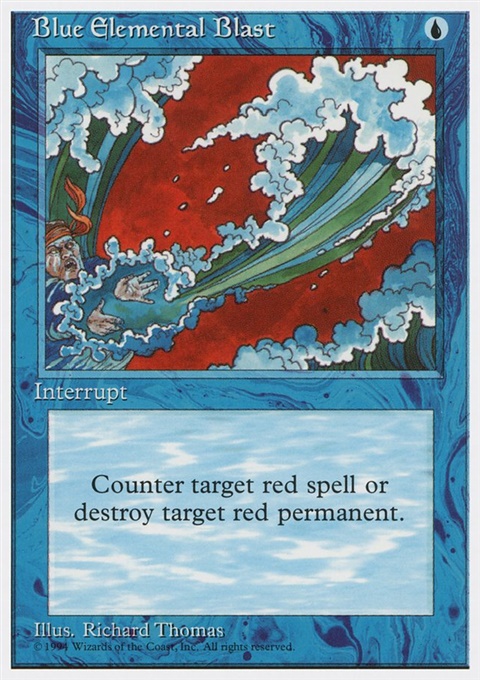 Blue Elemental Blast
Interrupt
Counter target red spell or
destroy target red permanent.
Illus. Richard Thomas
© 1994 Wizards of the Coast, Inc. All rights reserved.